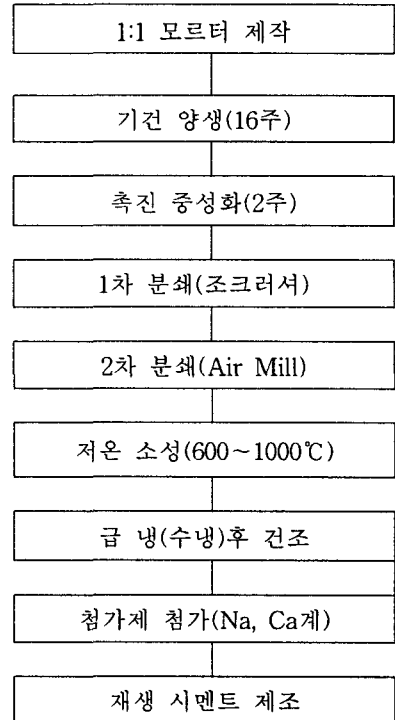 1:1 모르터 제작
기건 양생(16주)
촉진 중성화(2주)
1차 분쇄(조크러셔)
2차 분쇄(Air Mill)
저온 소성(600~1000℃)
급 냉(수냉)후 건조
첨가제 첨가(Na, Ca계)
재생 시멘트 제조